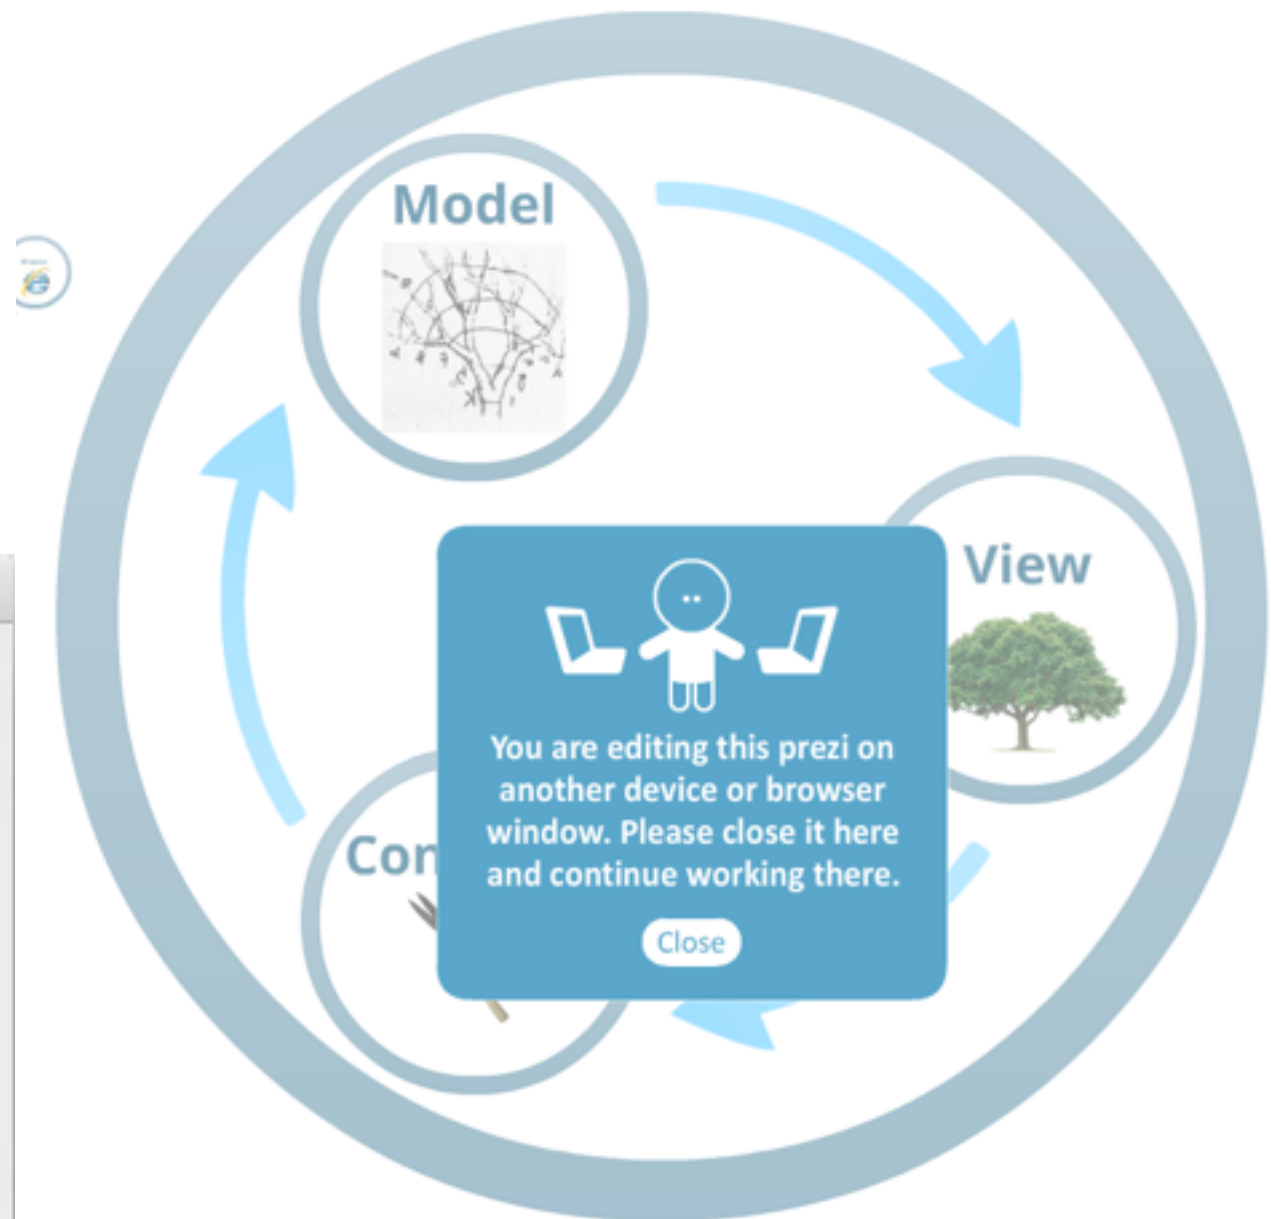 Model
View
Con
You are editing this prezi on
another device or browser
window. Please close it here
and continue working there.
Close